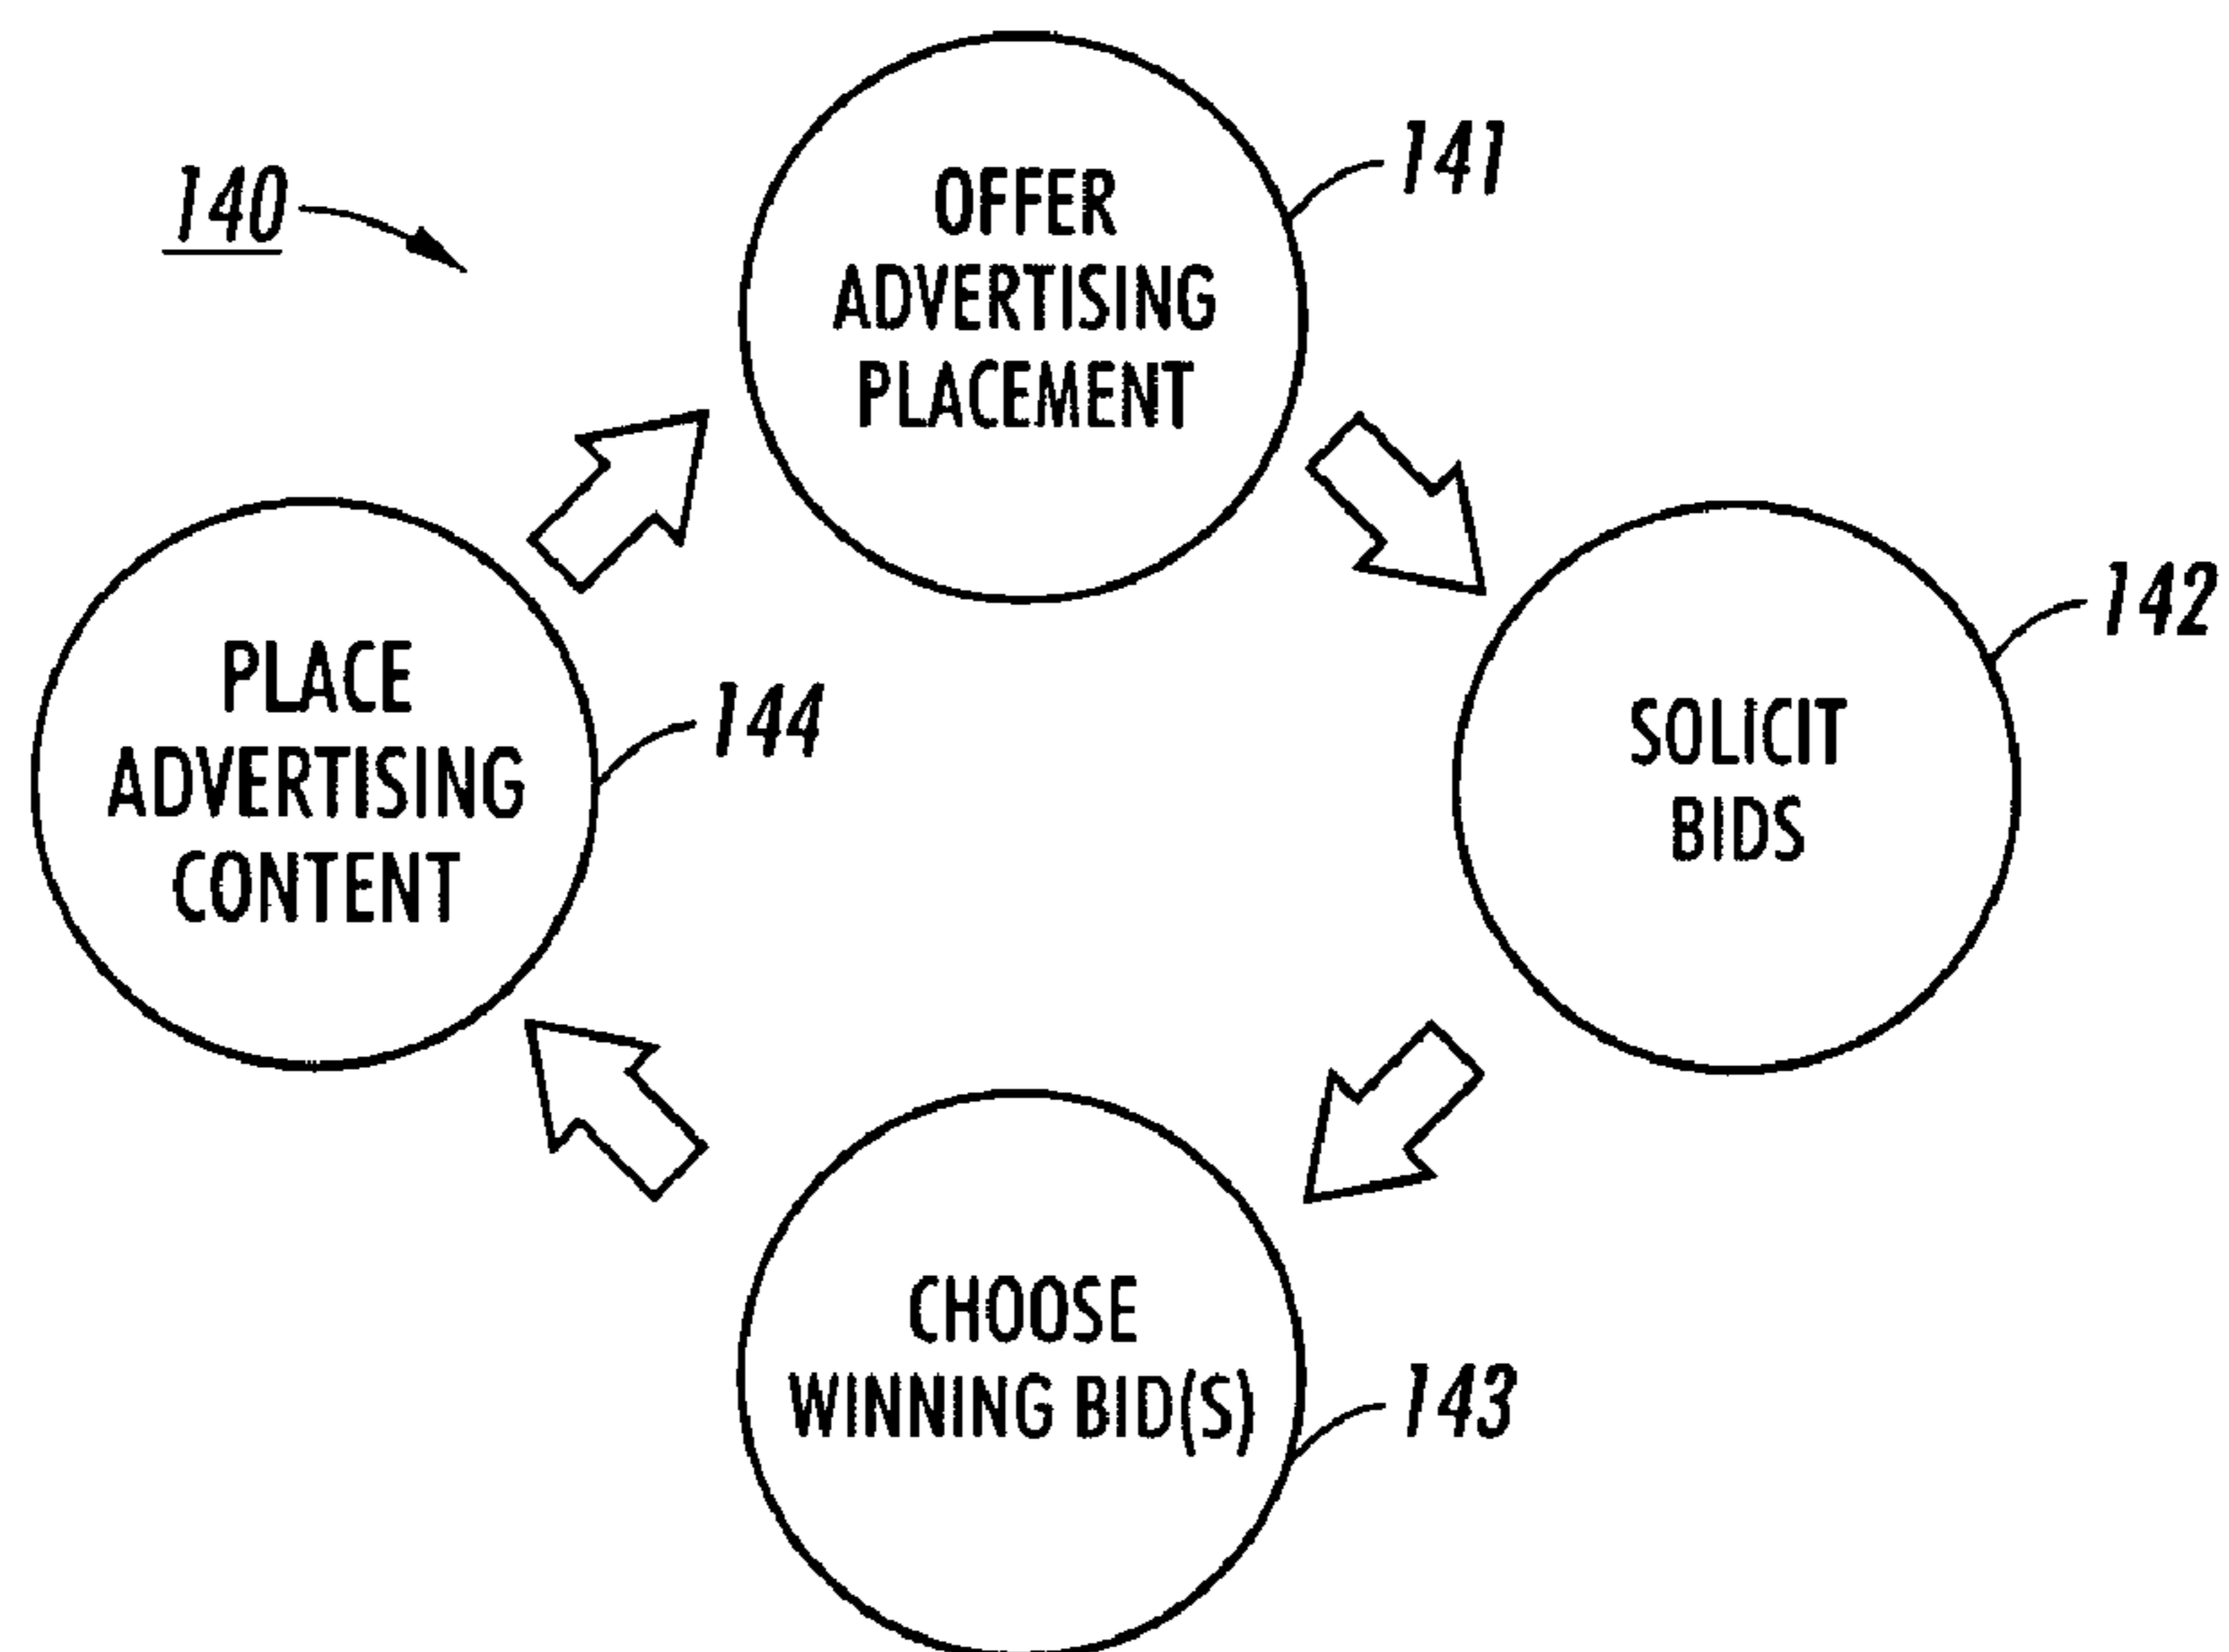 140
OFFER
ADVERTISING
PLACEMENT
141
SOLICIT
BIDS
142
CHOOSE
WINNING BID(S)
143
PLACE
ADVERTISING
CONTENT
144